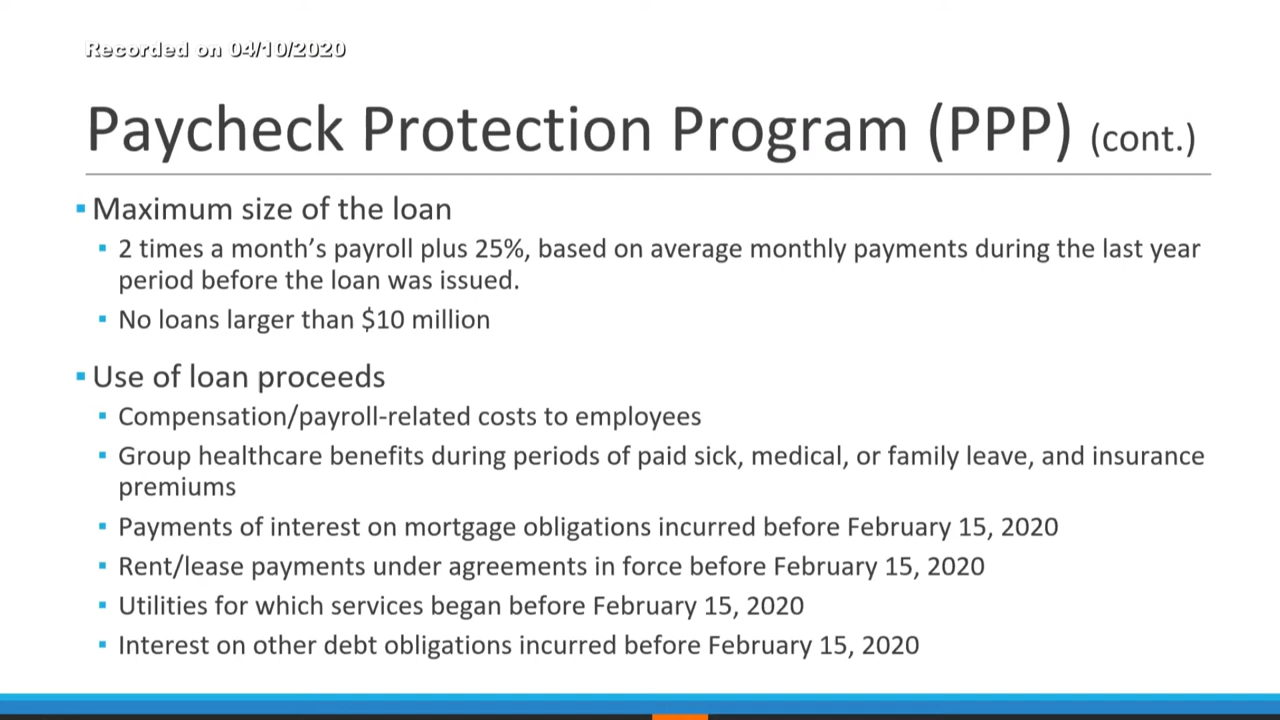 Recorded on 04/10/2020
Paycheck Protection Program (PPP) (cont.)
▪ Maximum size of the loan
▪ 2 times a month’s payroll plus 25%, based on average monthly payments during the last year
period before the loan was issued.
▪ No loans larger than $10 million
▪ Use of loan proceeds
▪ Compensation/payroll-related costs to employees
▪ Group healthcare benefits during periods of paid sick, medical, or family leave, and insurance
premiums
▪ Payments of interest on mortgage obligations incurred before February 15, 2020
▪ Rent/lease payments under agreements in force before February 15, 2020
▪ Utilities for which services began before February 15, 2020
▪ Interest on other debt obligations incurred before February 15, 2020